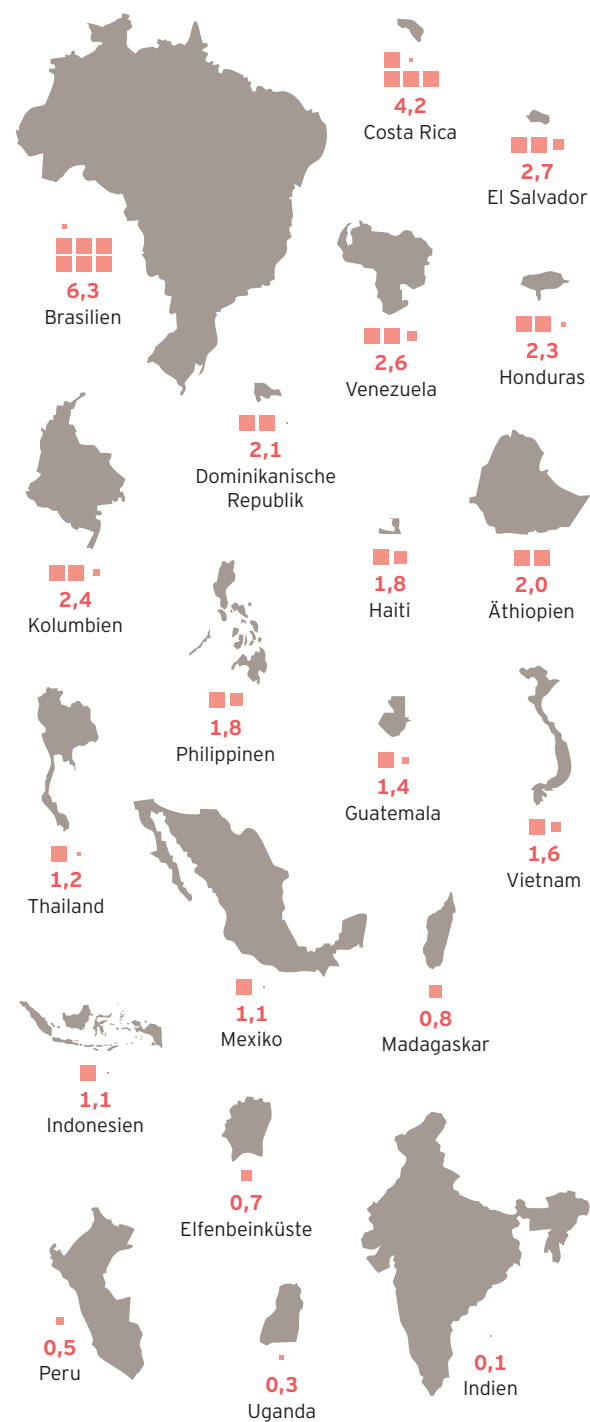 4,2
Costa Rica
2,7
El Salvador
6,3
Brasilien
2,6
Venezuela
2,3
Honduras
2,1
Dominikanische
Republik
2,4
Kolumbien
1,8
Haiti
2,0
Äthiopien
1,8
Philippinen
1,4
Guatemala
1,6
Vietnam
1,2
Thailand
1,1
Mexiko
0,8
Madagaskar
1,1
Indonesien
0,7
Elfenbeinküste
0,5
Peru
0,3
Uganda
0,1
Indien